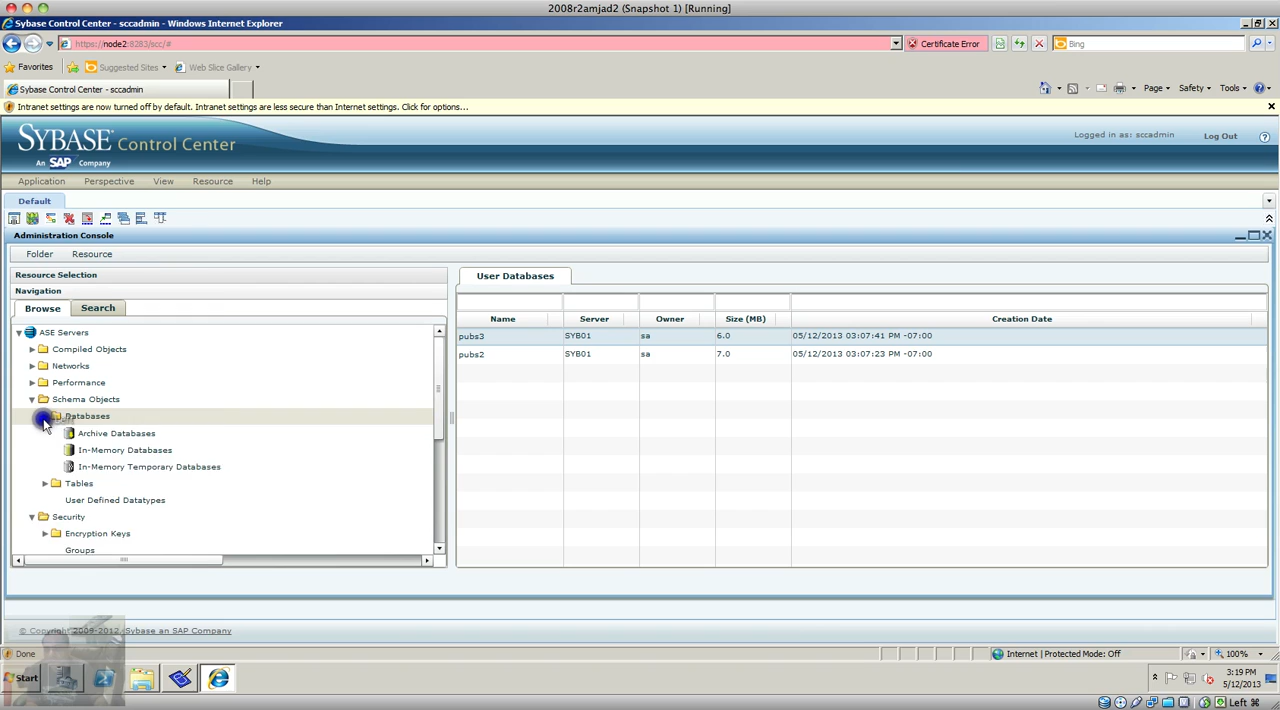 2008r2amjad2 (Snapshot 1) [Running]
Sybase Control Center - sccadmin - Windows Internet Explorer
https://node2:8283/scc/#
Certificate Error
Bing
Favorites
Suggested Sites
Web Slice Gallery
Sybase Control Center - sccadmin
Page
Safety
Tools
Intranet settings are now turned off by default. Intranet settings are less secure than Internet settings. Click for options...
SYBASE Control Center
An SAP Company
Logged in as: sccadmin
Log Out
Application
Perspective
View
Resource
Help
Default
Administration Console
Folder
Resource
Resource Selection
Navigation
Browse
Search
ASE Servers
Compiled Objects
Networks
Performance
Schema Objects
Databases
Archive Databases
In-Memory Databases
In-Memory Temporary Databases
Tables
User Defined Datatypes
Security
Encryption Keys
Groups
User Databases
Name Server Owner Size (MB) Creation Date
pubs3 SYB01 sa 6.0 05/12/2013 03:07:41 PM -07:00
pubs2 SYB01 sa 7.0 05/12/2013 03:07:23 PM -07:00
© Copyright 2009-2012, Sybase an SAP Company
Done
Internet | Protected Mode: Off
100%
Start
3:19 PM
5/12/2013
Left ⌘